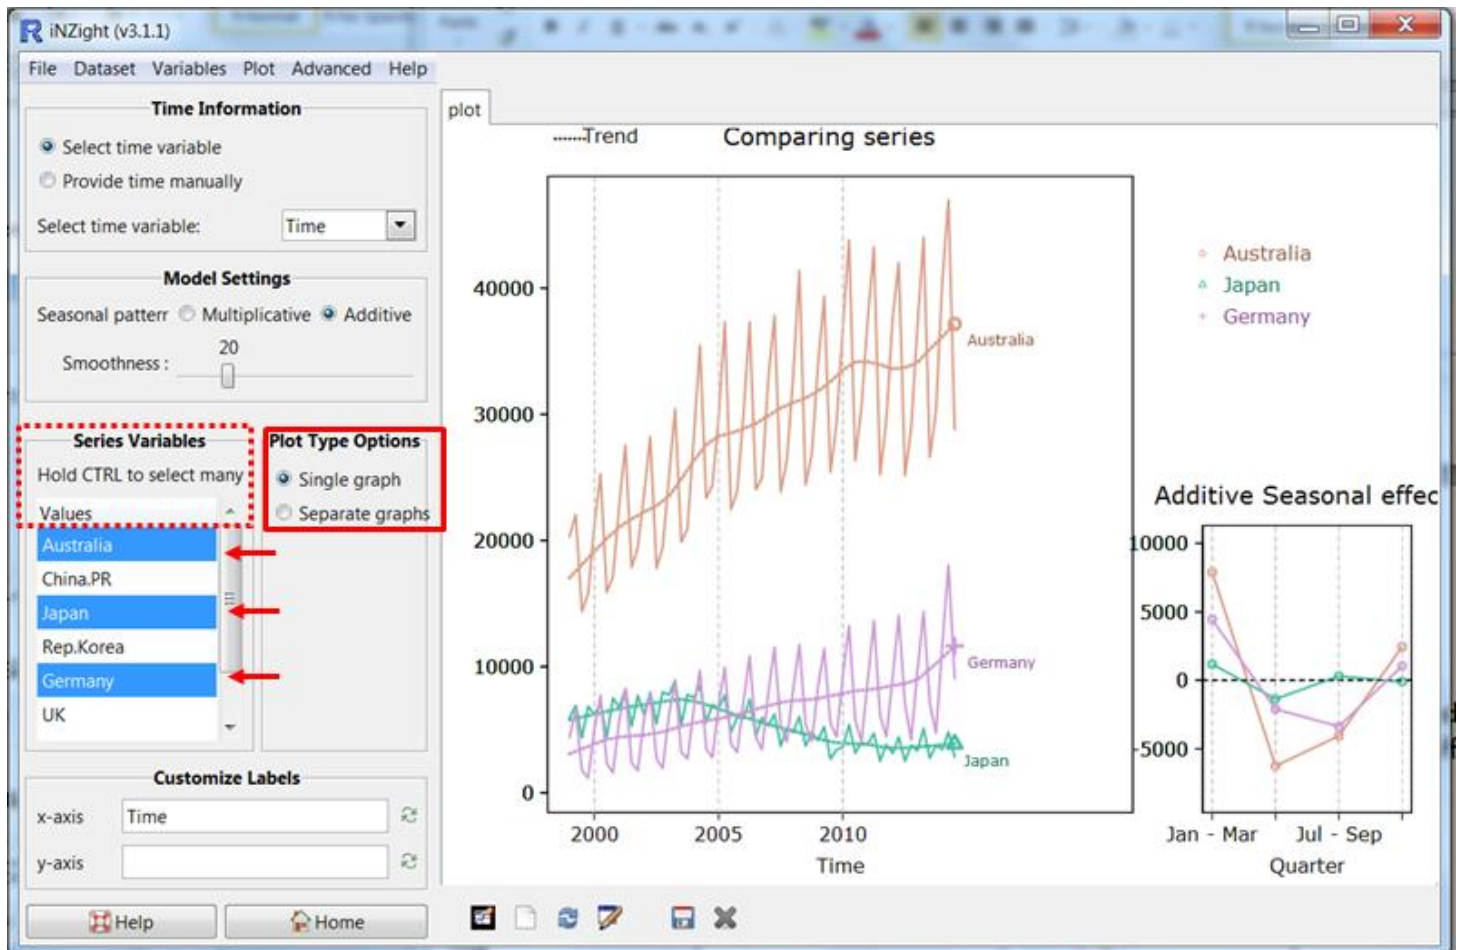 iNZight (v3.1.1)
File Dataset Variables Plot Advanced Help
Time Information
Select time variable
Provide time manually
Select time variable: Time
Model Settings
Seasonal patterr Multiplicative Additive
Smoothness : 20
Series Variables
Hold CTRL to select many
Values
Australia
China.PR
Japan
Rep.Korea
Germany
UK
Plot Type Options
Single graph
Separate graphs
Customize Labels
x-axis Time
y-axis
Help Home
plot
Trend Comparing series
40000
30000
20000
10000
0
2000 2005 2010
Time
Australia
Germany
Japan
Australia
Japan
Germany
Additive Seasonal effec
10000
5000
0
-5000
Jan - Mar Jul - Sep
Quarter